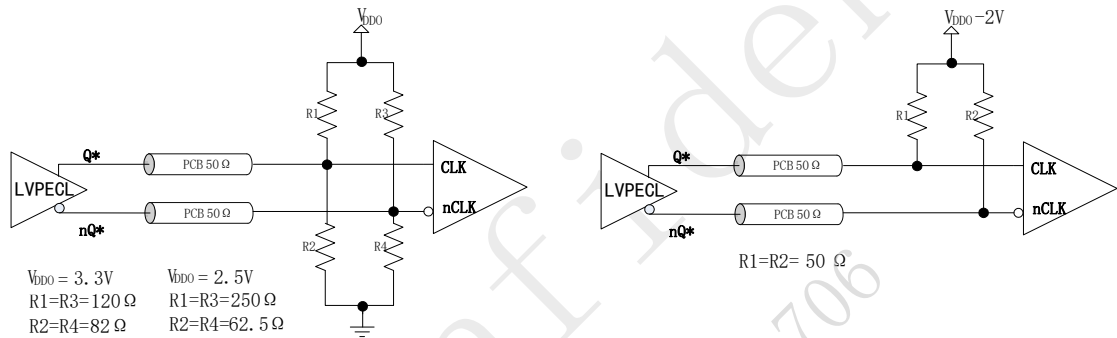 VDDO
R1
R3
Q*
PCB 50 Ω
CLK
LVPECL
PCB 50 Ω
nCLK
nQ*
R2
R4
VDDO = 3.3V
R1=R3=120 Ω
R2=R4=82 Ω
VDDO = 2.5V
R1=R3=250 Ω
R2=R4=62.5 Ω
VDDO-2V
R1
R2
Q*
PCB 50 Ω
CLK
LVPECL
PCB 50 Ω
nCLK
nQ*
R1=R2= 50 Ω
nfiden
706